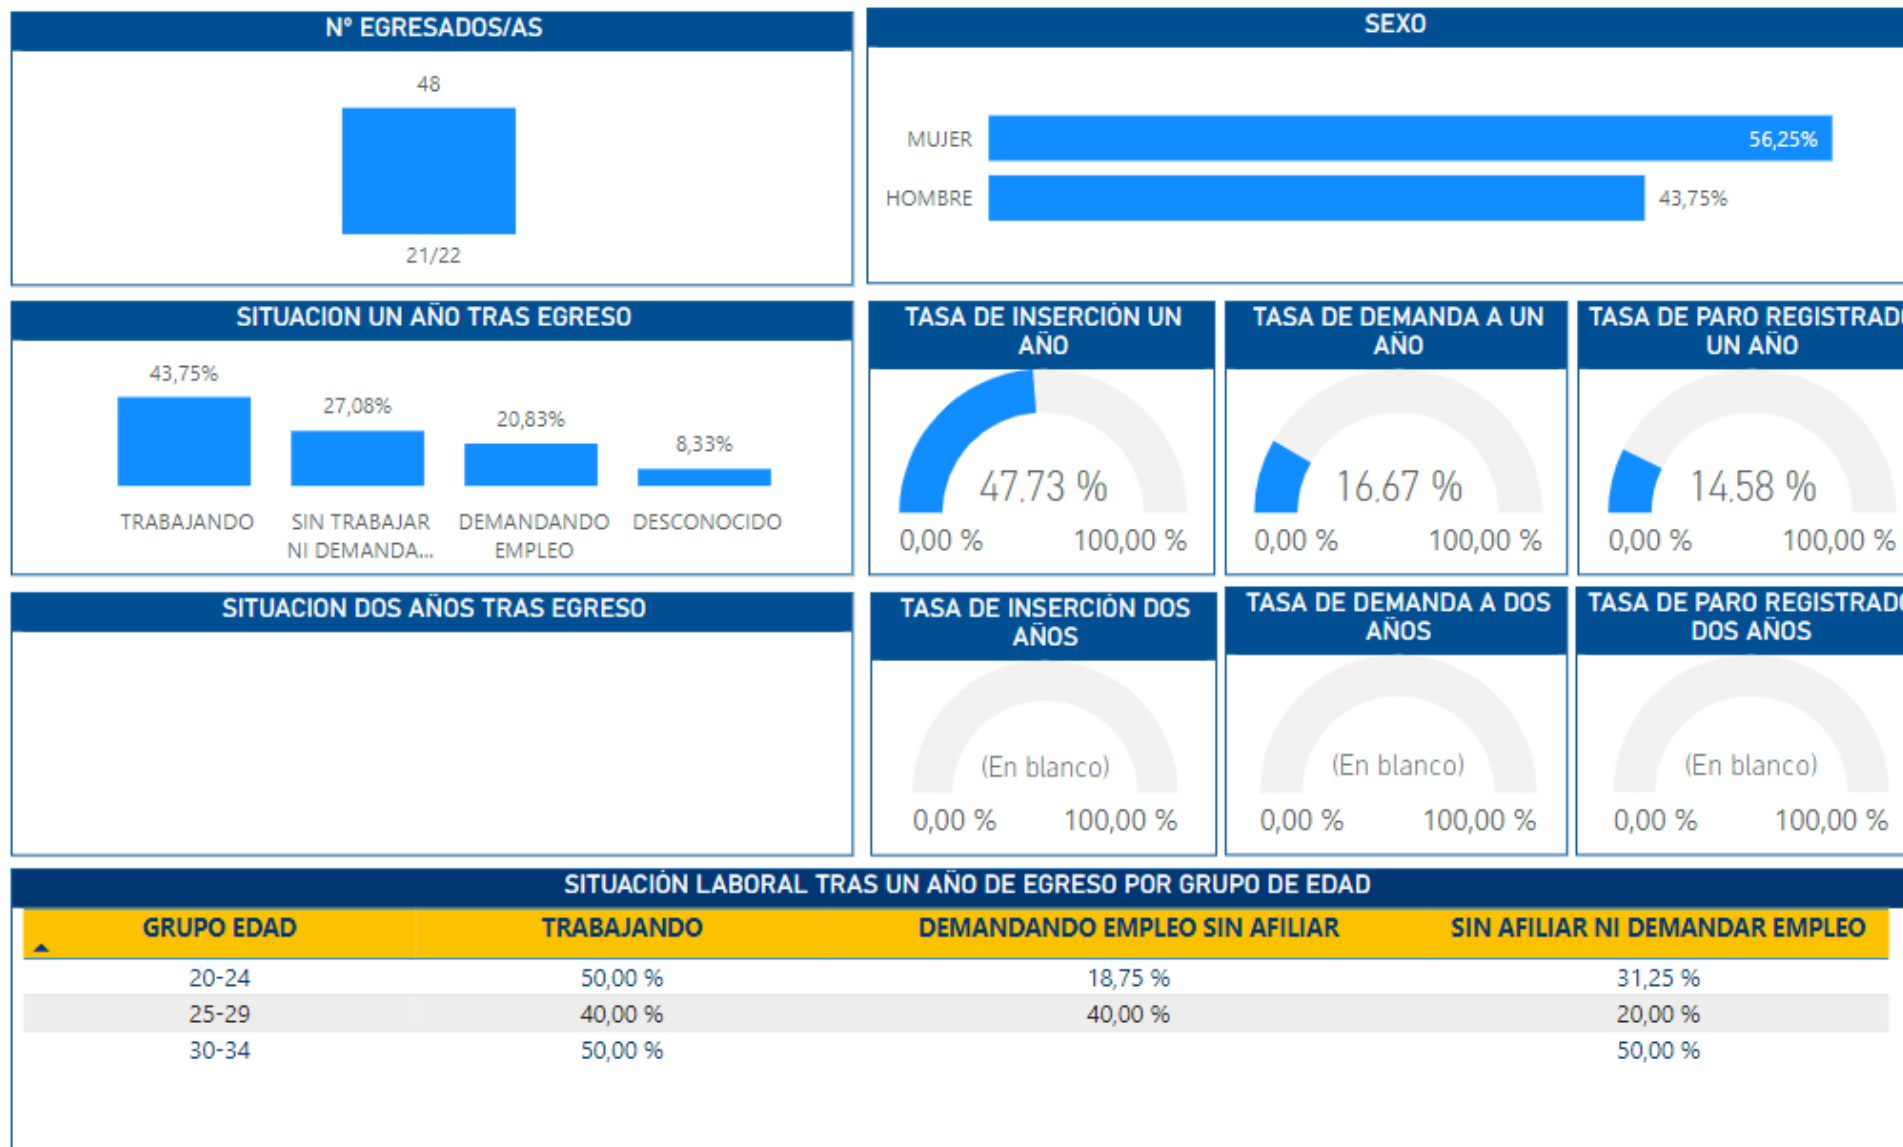 Nº EGRESADOS/AS
48
21/22
SEXO
MUJER 56,25%
HOMBRE 43,75%
SITUACION UN AÑO TRAS EGRESO
43,75%
27,08%
20,83%
8,33%
TRABAJANDO
SIN TRABAJAR
NI DEMANDA...
DEMANDANDO
EMPLEO
DESCONOCIDO
TASA DE INSERCIÓN UN
AÑO
47,73 %
0,00 % 100,00 %
TASA DE DEMANDA A UN
AÑO
16,67 %
0,00 % 100,00 %
TASA DE PARO REGISTRADO
UN AÑO
14,58 %
0,00 % 100,00 %
SITUACION DOS AÑOS TRAS EGRESO
TASA DE INSERCIÓN DOS
AÑOS
(En blanco)
0,00 % 100,00 %
TASA DE DEMANDA A DOS
AÑOS
(En blanco)
0,00 % 100,00 %
TASA DE PARO REGISTRADO
DOS AÑOS
(En blanco)
0,00 % 100,00 %
SITUACIÓN LABORAL TRAS UN AÑO DE EGRESO POR GRUPO DE EDAD
GRUPO EDAD TRABAJANDO DEMANDANDO EMPLEO SIN AFILIAR SIN AFILIAR NI DEMANDAR EMPLEO
20-24 50,00 % 18,75 % 31,25 %
25-29 40,00 % 40,00 % 20,00 %
30-34 50,00 % 50,00 %